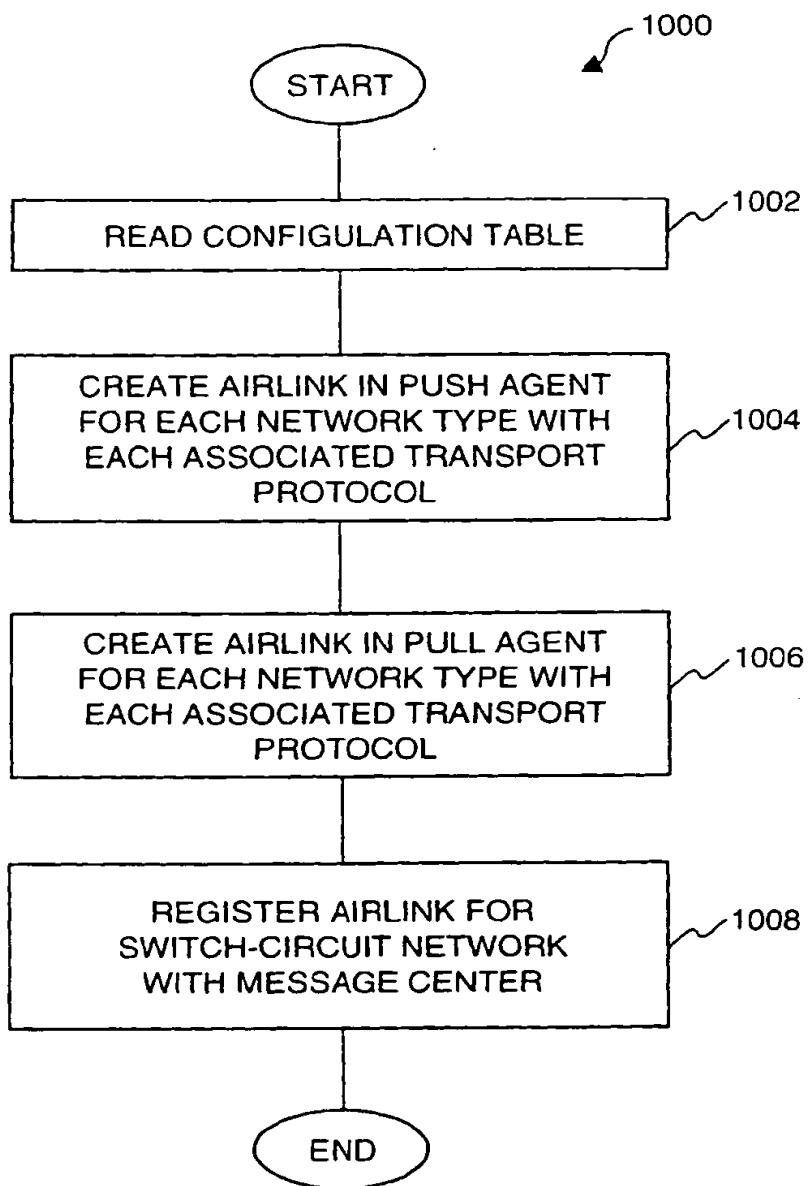 1000
START
READ CONFIGULATION TABLE
1002
CREATE AIRLINK IN PUSH AGENT
FOR EACH NETWORK TYPE WITH
EACH ASSOCIATED TRANSPORT
PROTOCOL
1004
CREATE AIRLINK IN PULL AGENT
FOR EACH NETWORK TYPE WITH
EACH ASSOCIATED TRANSPORT
PROTOCOL
1006
REGISTER AIRLINK FOR
SWITCH-CIRCUIT NETWORK
WITH MESSAGE CENTER
1008
END